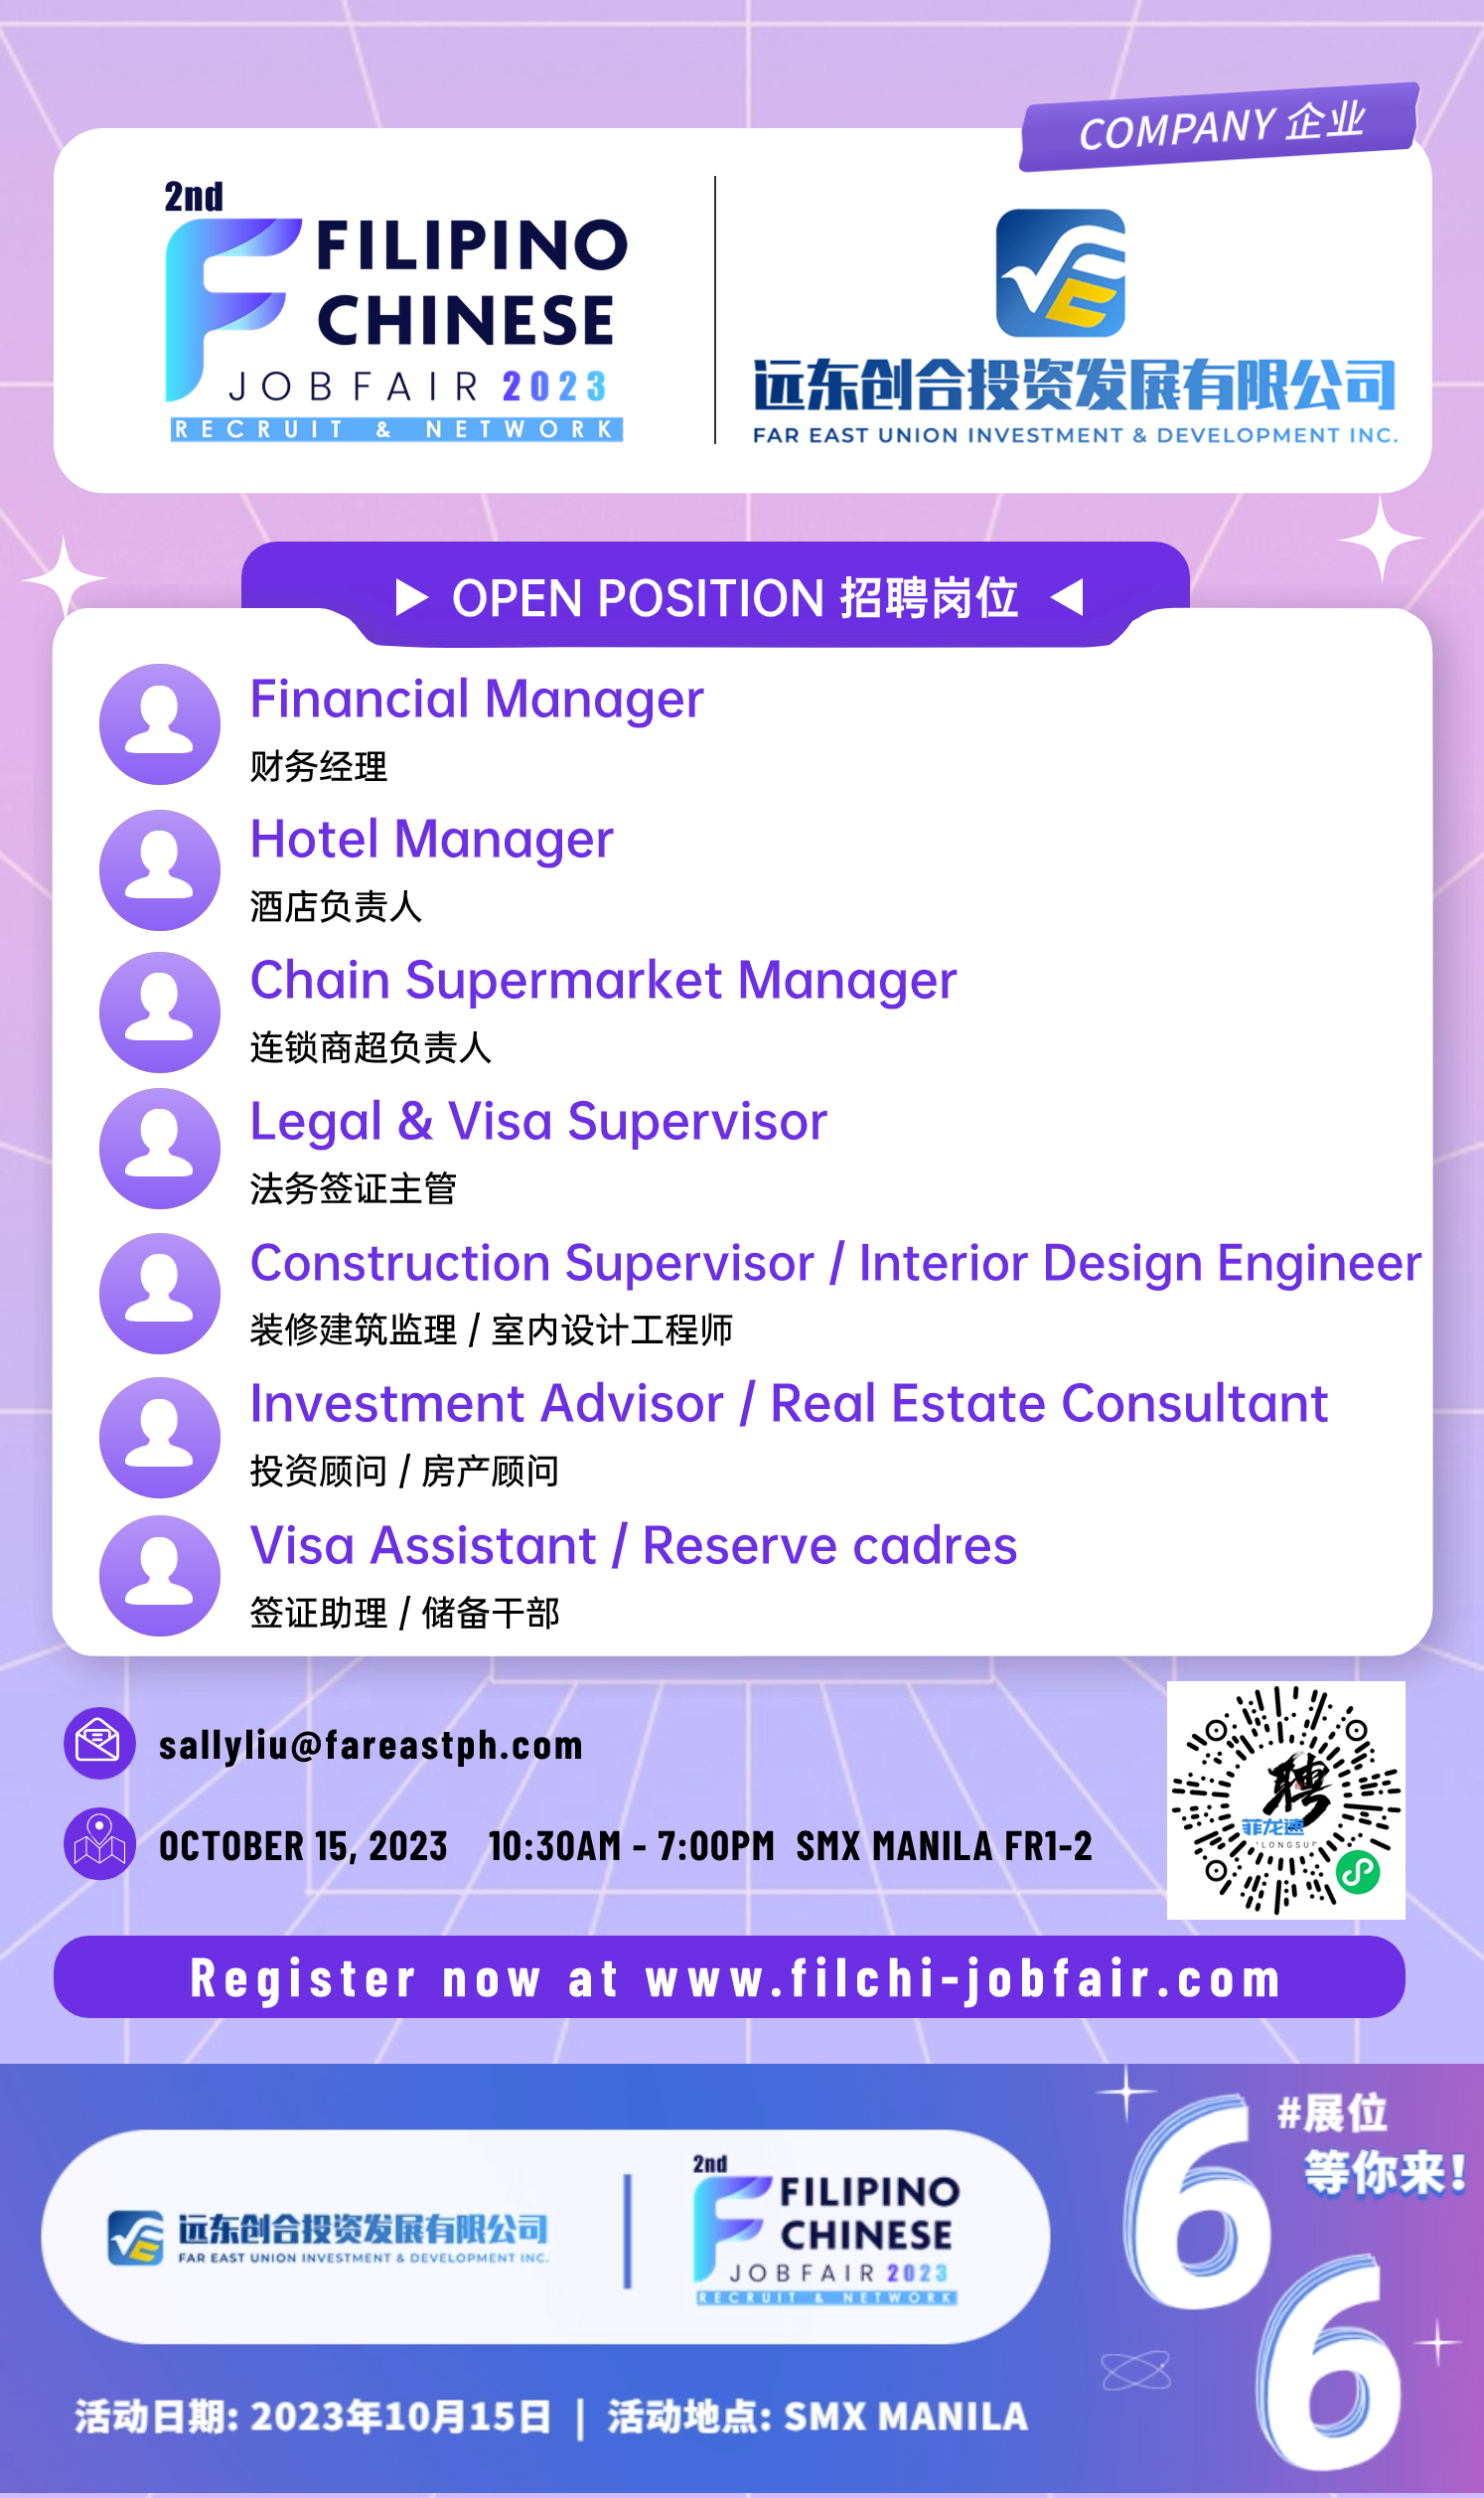 COMPANY 企业
2nd
FILIPINO
CHINESE
JOBFAIR 2023
RECRUIT & NETWORK
远东创合投资发展有限公司
FAR EAST UNION INVESTMENT & DEVELOPMENT INC.
OPEN POSITION 招聘岗位
Financial Manager
财务经理
Hotel Manager
酒店负责人
Chain Supermarket Manager
连锁商超负责人
Legal & Visa Supervisor
法务签证主管
Construction Supervisor / Interior Design Engineer
装修建筑监理 / 室内设计工程师
Investment Advisor / Real Estate Consultant
投资顾问 / 房产顾问
Visa Assistant / Reserve cadres
签证助理 / 储备干部
sallyliu@fareastph.com
OCTOBER 15, 2023 10:30AM - 7:00PM SMX MANILA FR1-2
聘
菲龙速
Register now at www.filchi-jobfair.com
远东创合投资发展有限公司
FAR EAST UNION INVESTMENT & DEVELOPMENT INC.
2nd
FILIPINO
CHINESE
JOBFAIR 2023
RECRUIT & NETWORK
66
#展位
等你来!
活动日期: 2023年10月15日 | 活动地点: SMX MANILA